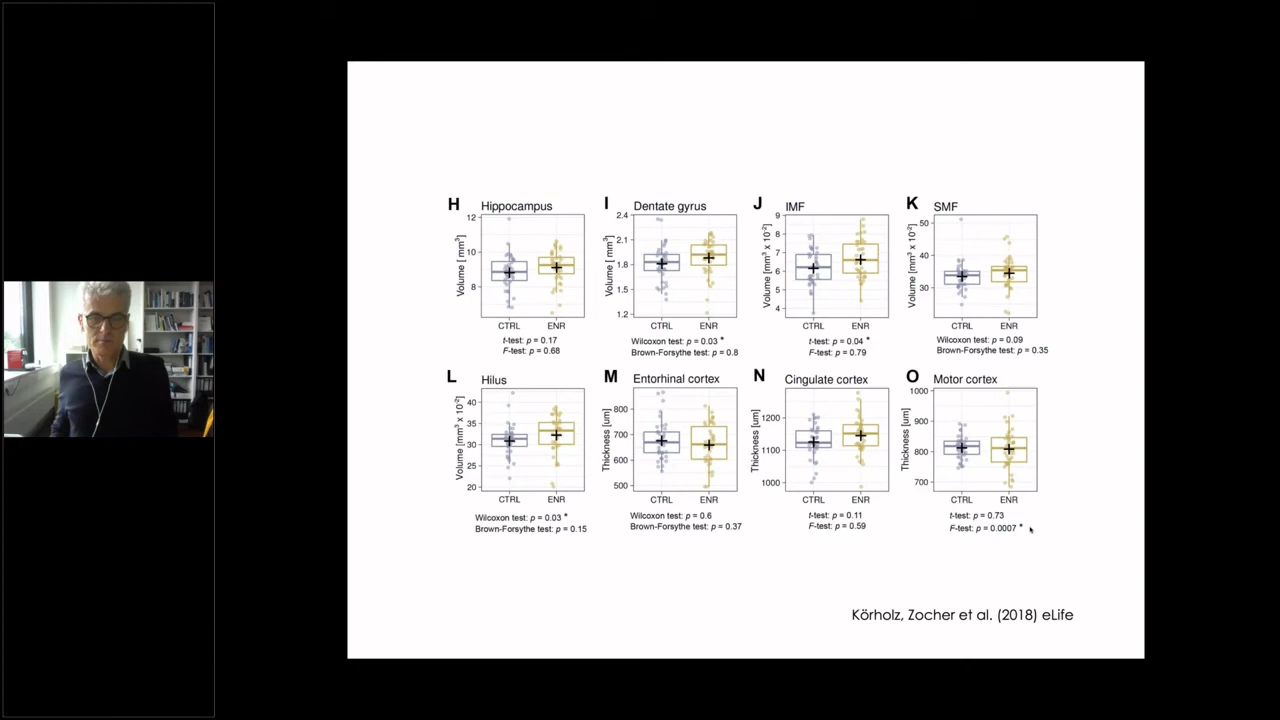 H Hippocampus
Volume [ mm³]
12
10
8
CTRL ENR
t-test: p = 0.17
F-test: p = 0.68
I Dentate gyrus
Volume [ mm³]
2.4
2.1
1.8
1.5
1.2
CTRL ENR
Wilcoxon test: p = 0.03 *
Brown-Forsythe test: p = 0.8
J IMF
Volume [mm³ x 10⁻²]
9
8
7
6
5
4
CTRL ENR
t-test: p = 0.04 *
F-test: p = 0.79
K SMF
Volume [mm³ x 10⁻²]
50
40
30
CTRL ENR
Wilcoxon test: p = 0.09
Brown-Forsythe test: p = 0.35
L Hilus
Volume [mm³ x 10⁻²]
40
35
30
25
20
CTRL ENR
Wilcoxon test: p = 0.03 *
Brown-Forsythe test: p = 0.15
M Entorhinal cortex
Thickness [um]
800
700
600
500
CTRL ENR
Wilcoxon test: p = 0.6
Brown-Forsythe test: p = 0.37
N Cingulate cortex
Thickness [um]
1200
1100
1000
CTRL ENR
t-test: p = 0.11
F-test: p = 0.59
O Motor cortex
Thickness [um]
1000
900
800
700
CTRL ENR
t-test: p = 0.73
F-test: p = 0.0007 *
Körholz, Zocher et al. (2018) eLife